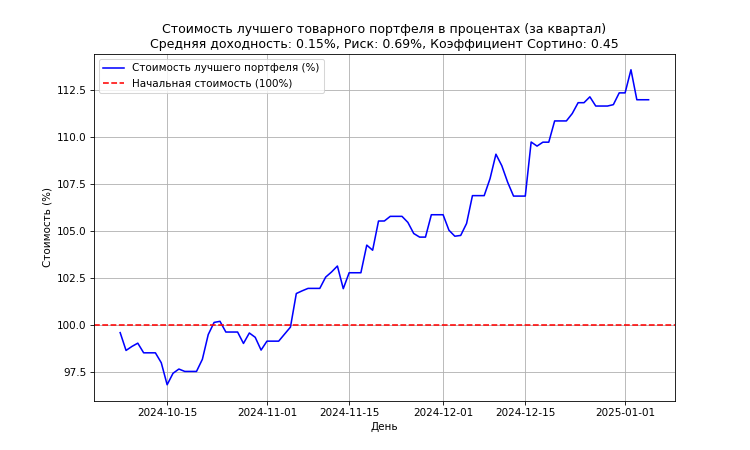 Стоимость лучшего товарного портфеля в процентах (за квартал)
Средняя доходность: 0.15%, Риск: 0.69%, Коэффициент Сортино: 0.45
Стоимость лучшего портфеля (%)
Начальная стоимость (100%)
Стоимость (%)
112.5
110.0
107.5
105.0
102.5
100.0
97.5
2024-10-15
2024-11-01
2024-11-15
2024-12-01
2024-12-15
2025-01-01
День